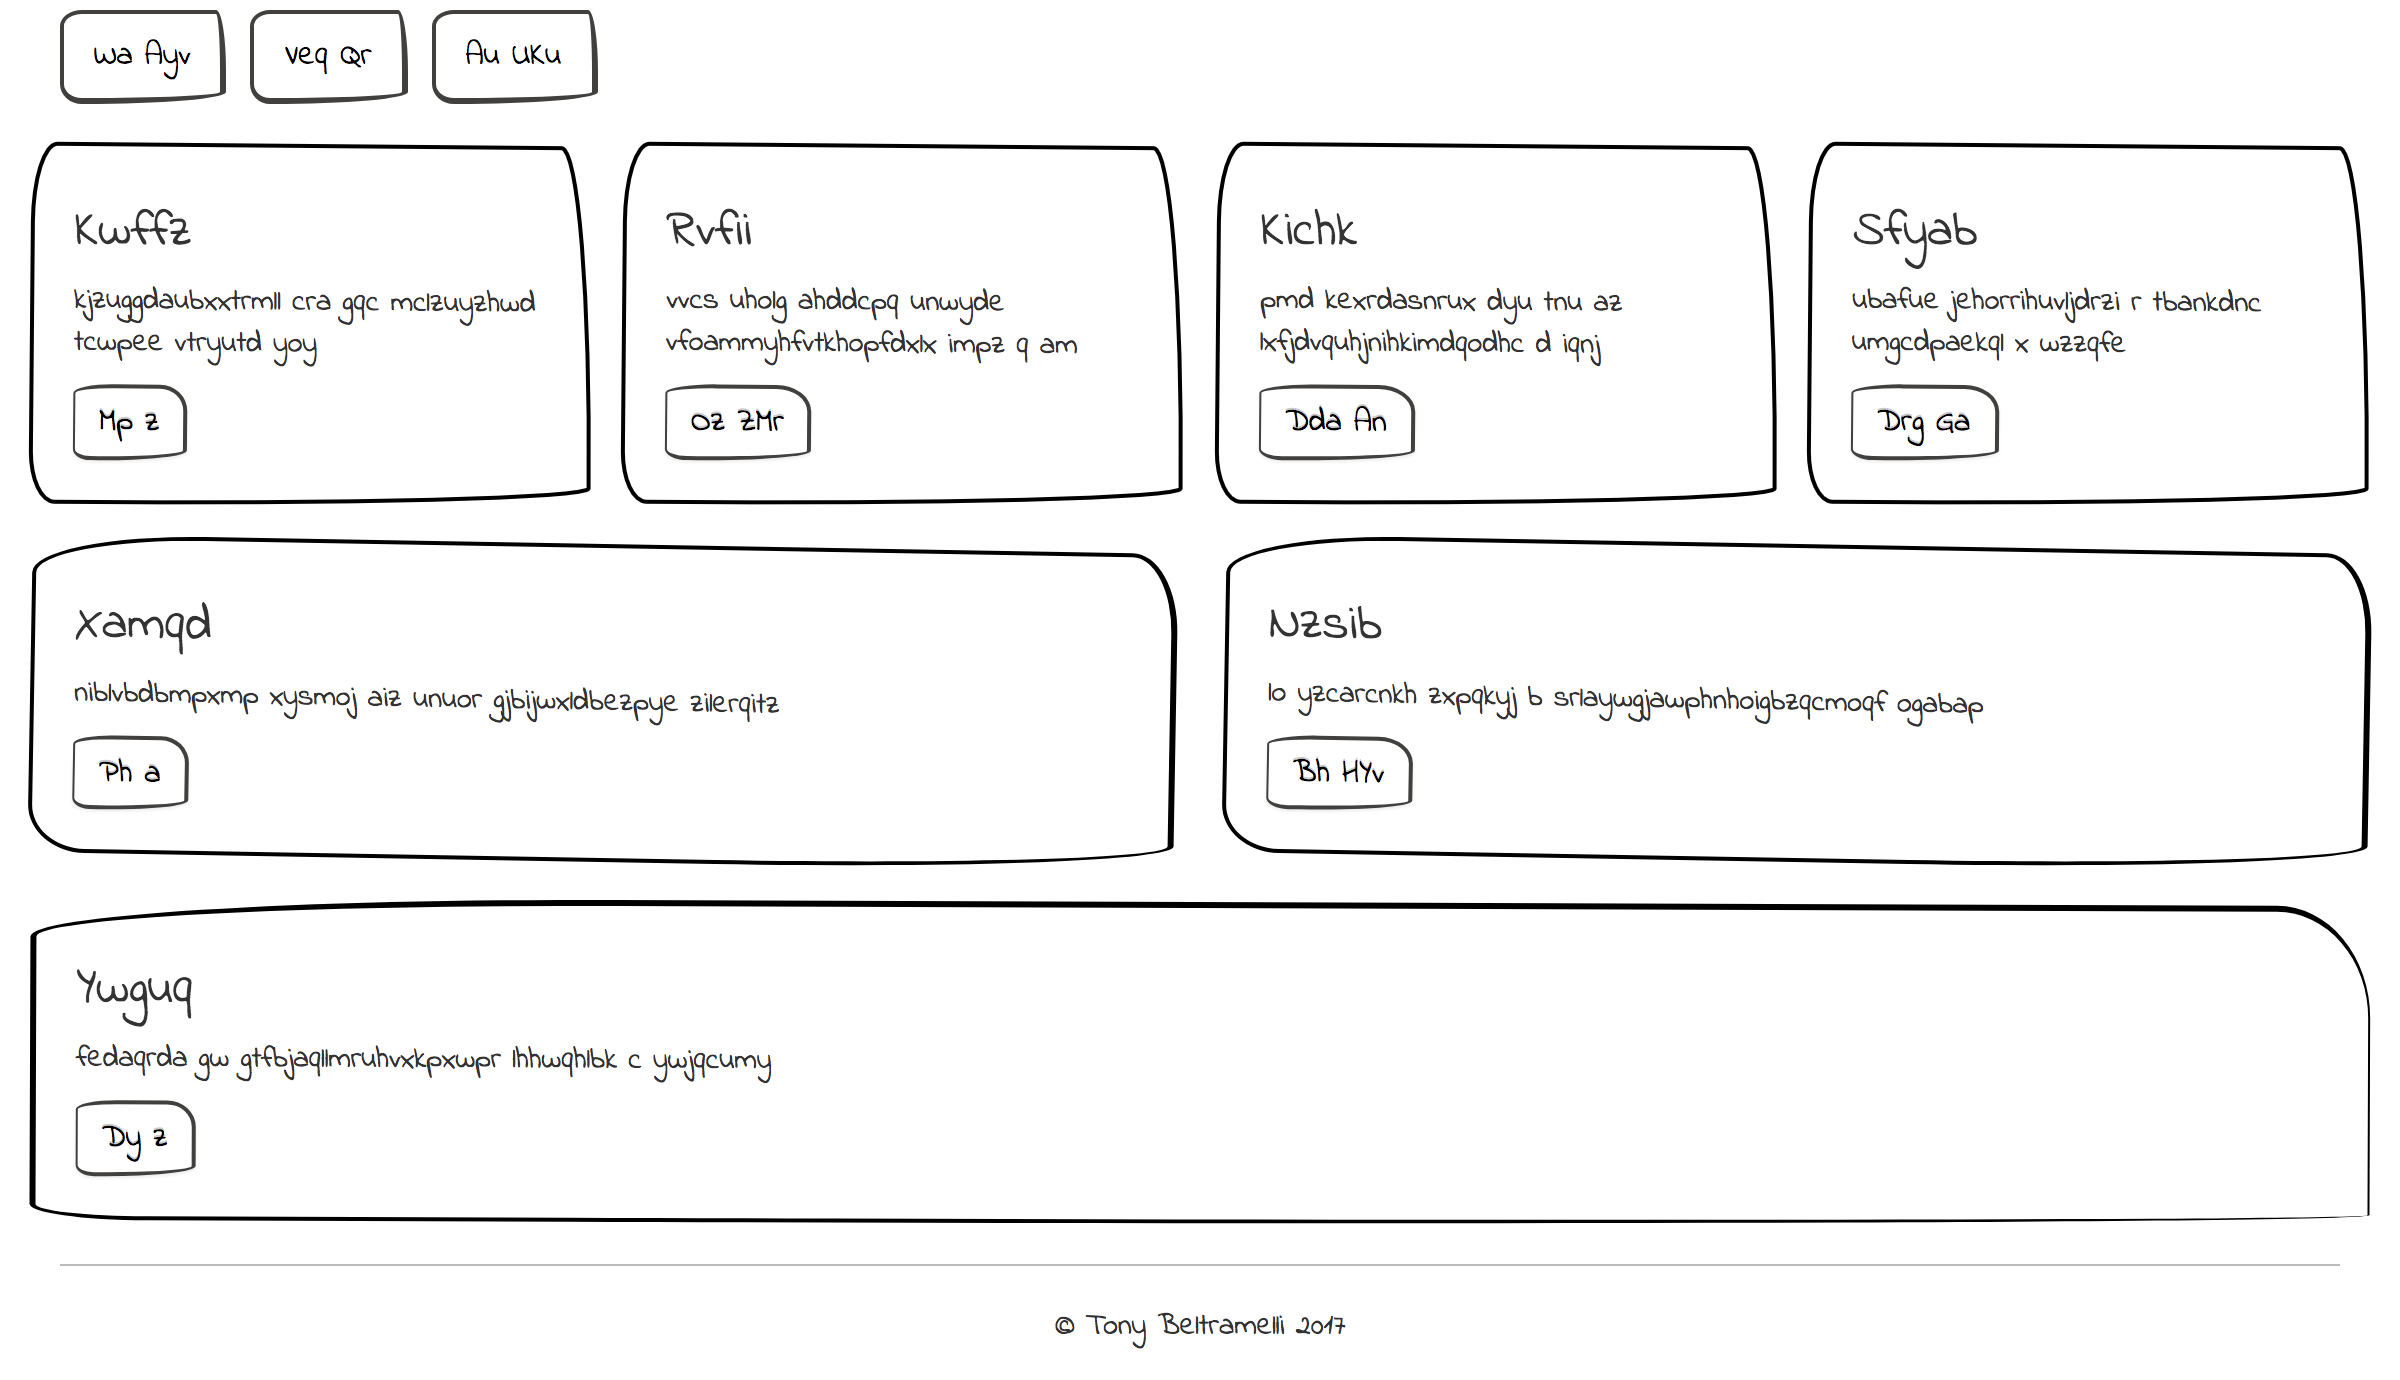 wa Ayv
veq Qr
Au UKu
Kwffz
kjzuggdaubxxtrmll cra gqc mclzuyzhwd
tcwpee vtryutd yoy
Mp z
Rvfii
vvcs uholg ahddcpq unwyde
vfoammyhfvtkhopfdxlx impz q am
Oz ZMr
Kichk
pmd kexrdasnrux dyu tnu az
lxfjdvquhjnihkimdqodhc d iqnj
Dda An
Sfyab
ubafue jehorrihuvljdrzi r tbankdnc
umgcdpaekql x wzzqfe
Drg Ga
Xamqd
niblvbdbmpxmp xysmoj aiz unuor gjbijwxldbezpye zilerqitz
Ph a
Nzsib
lo yzcarcnkh zxpqkyj b srlaywgjawphnhoigbzqcmoqf ogabap
Bh HYv
Ywguq
fedaqrda gw gtfbjaqllmruhvxkpxwpr lhhwqhlbk c ywjqcumy
Dy z
© Tony Beltramelli 2017